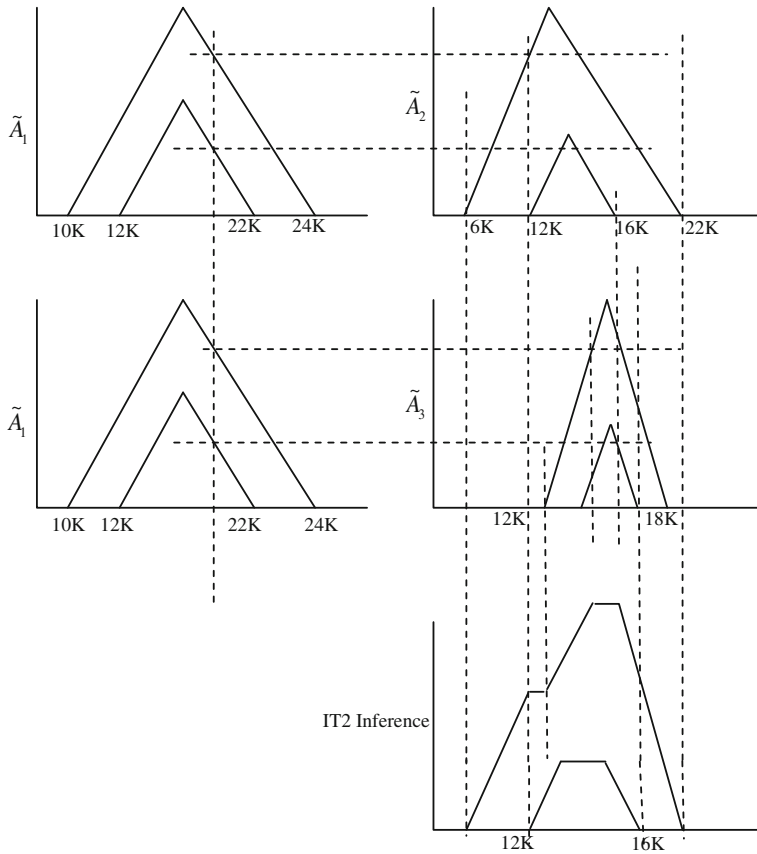 Ã₁
10K 12K 22K 24K
Ã₂
6K 12K 16K 22K
Ã₁
10K 12K 22K 24K
Ã₃
12K 18K
IT2 Inference
12K 16K